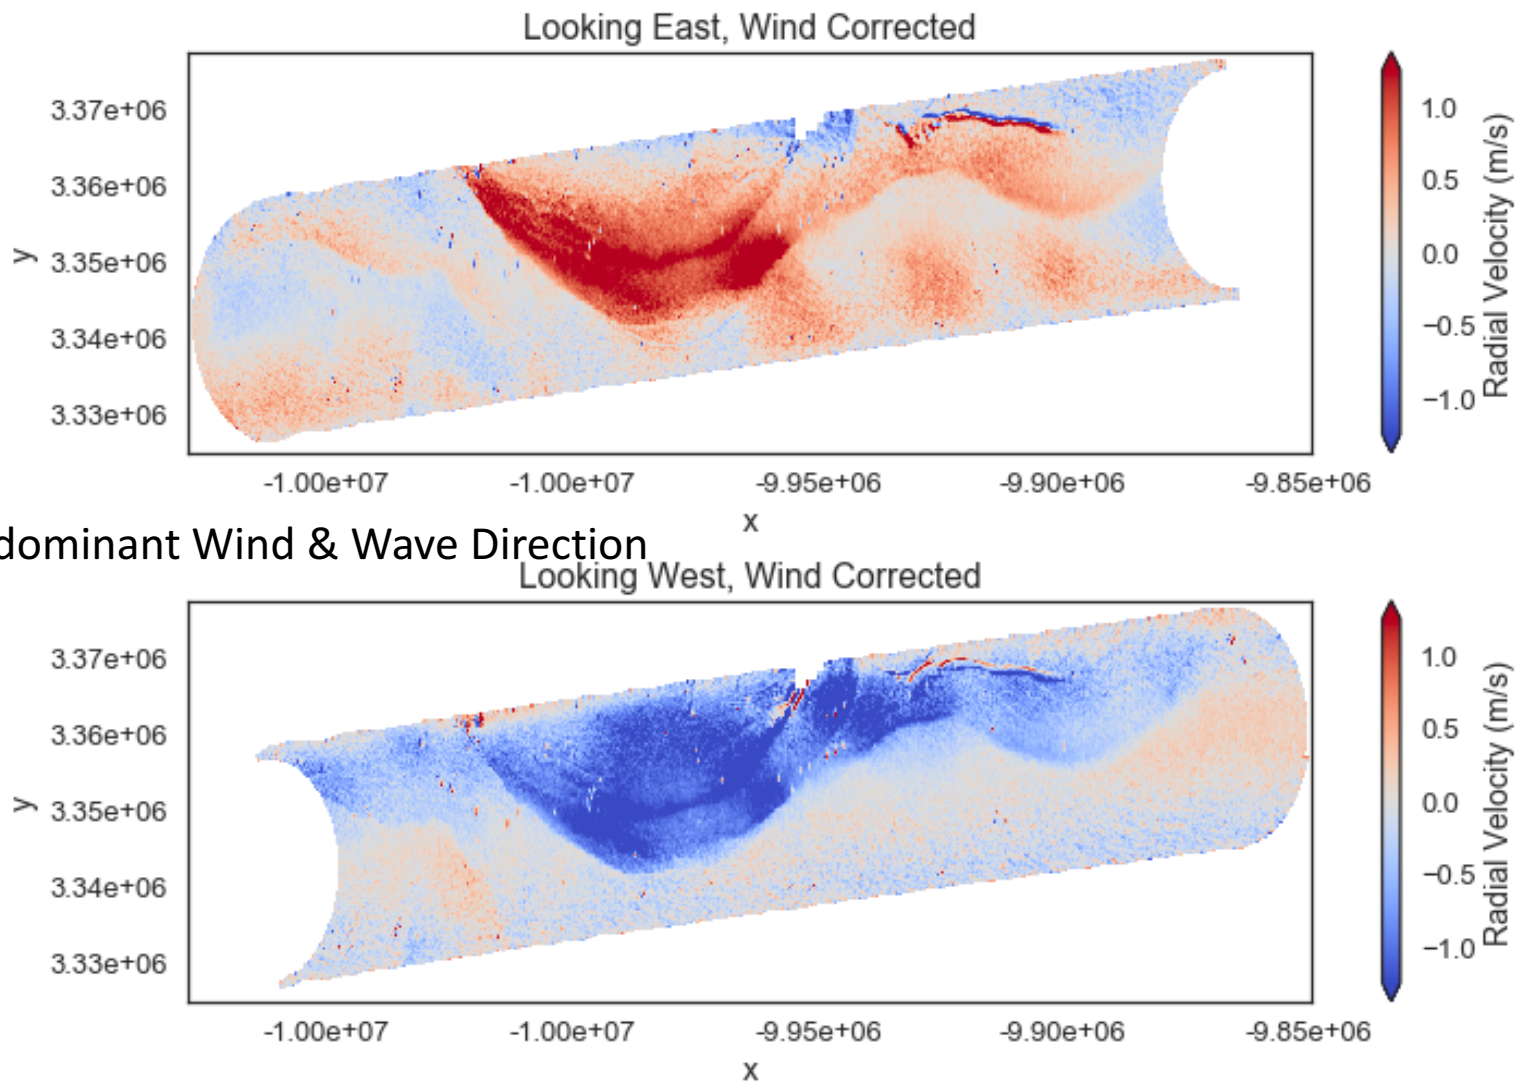 Looking East, Wind Corrected
3.37e+06
3.36e+06
3.35e+06
3.34e+06
3.33e+06
y
-1.00e+07 -1.00e+07 -9.95e+06 -9.90e+06 -9.85e+06
x
1.0
0.5
0.0
−0.5
−1.0
Radial Velocity (m/s)
dominant Wind & Wave Direction
Looking West, Wind Corrected
3.37e+06
3.36e+06
3.35e+06
3.34e+06
3.33e+06
y
-1.00e+07 -1.00e+07 -9.95e+06 -9.90e+06 -9.85e+06
x
1.0
0.5
0.0
−0.5
−1.0
Radial Velocity (m/s)